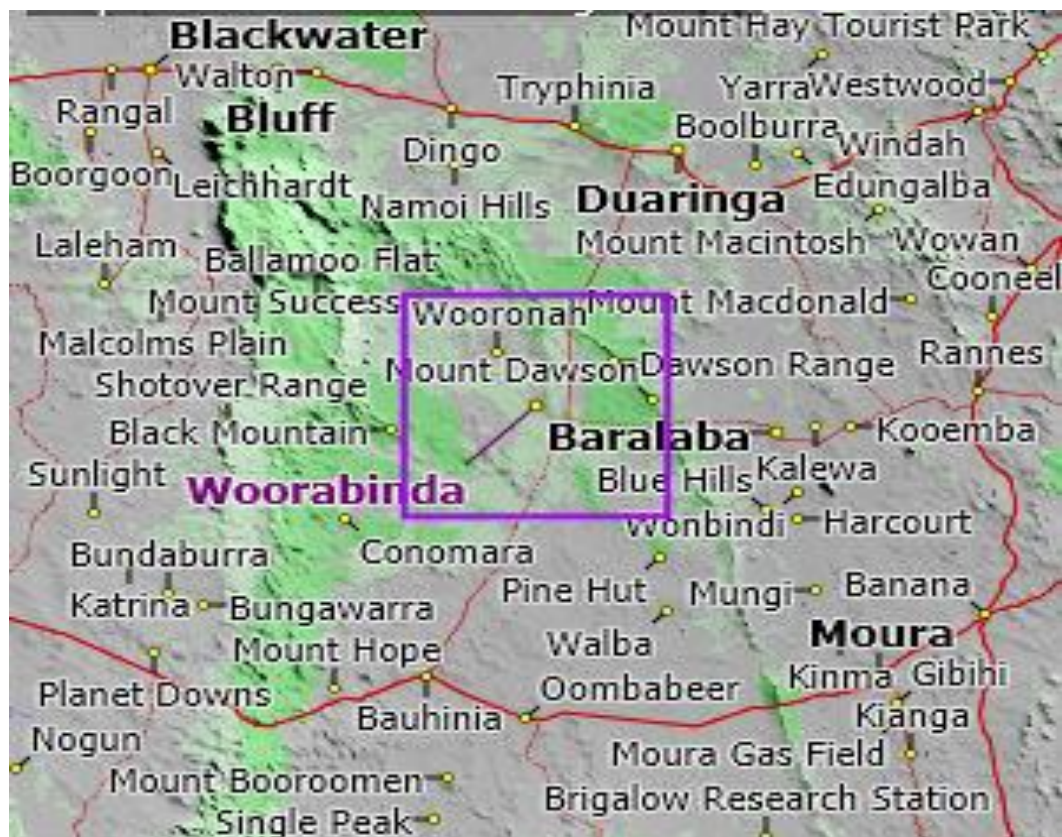 Mount Hay Tourist Park
Blackwater
Walton
Tryphinia
Yarra
Westwood
Rangal
Bluff
Boolburra
Windah
Dingo
Boorgoon
Leichhardt
Edungalba
Namoi Hills
Duaringa
Laleham
Mount Macintosh
Wowan
Ballamoo Flat
Cooneel
Mount Success
Wooronah
Mount Macdonald
Malcolms Plain
Rannes
Mount Dawson
Dawson Range
Shotover Range
Black Mountain
Baralaba
Kooemba
Sunlight
Kalewa
Blue Hills
Woorabinda
Wonbindi
Harcourt
Bundaburra
Conomara
Pine Hut
Mungi
Banana
Katrina
Bungawarra
Walba
Moura
Mount Hope
Kinma
Gibihi
Planet Downs
Oombabeer
Bauhinia
Kianga
Nogun
Moura Gas Field
Mount Booroomen
Brigalow Research Station
Single Peak